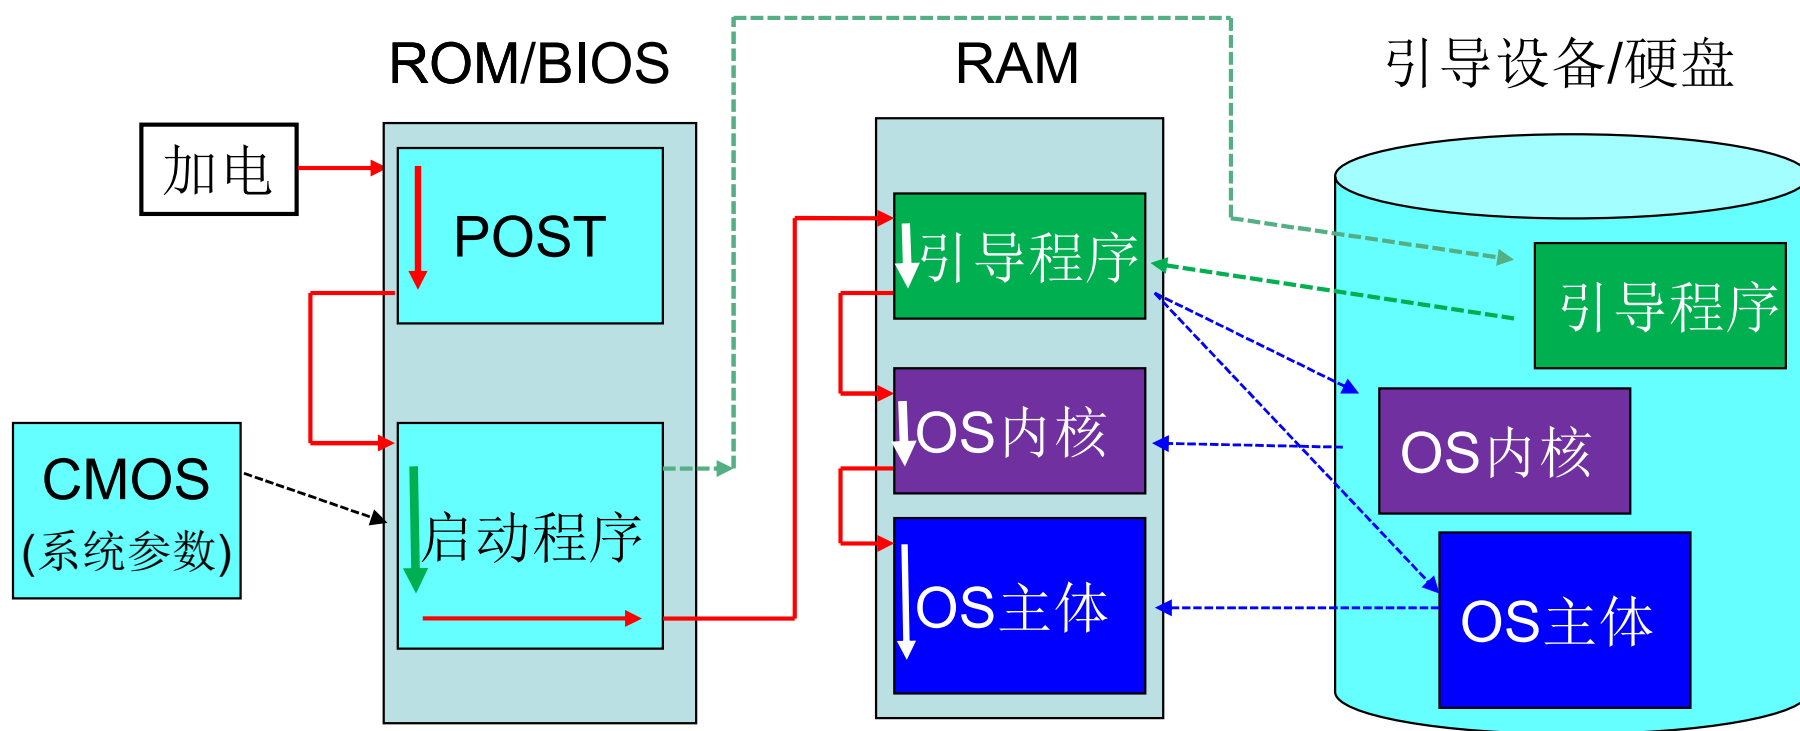 ROM/BIOS
RAM
引导设备/硬盘
加电
POST
引导程序
引导程序
OS内核
OS内核
CMOS
(系统参数)
启动程序
OS主体
OS主体